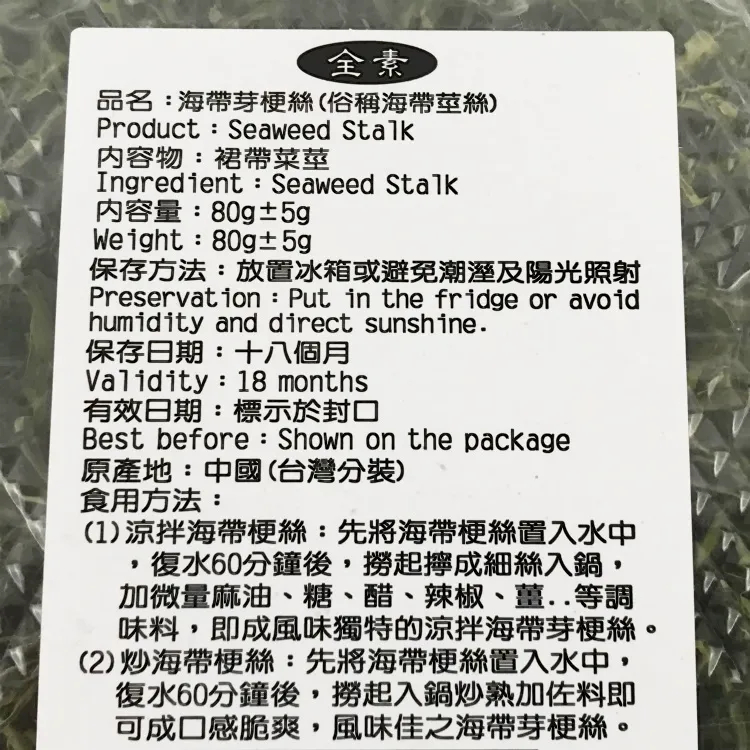 全素
品名：海帶芽梗絲(俗稱海帶莖絲)
Product：Seaweed Stalk
內容物：裙帶菜莖
Ingredient：Seaweed Stalk
內容量：80g±5g
Weight：80g±5g
保存方法：放置冰箱或避免潮溼及陽光照射
Preservation：Put in the fridge or avoid
humidity and direct sunshine.
保存日期：十八個月
Validity：18 months
有效日期：標示於封口
Best before：Shown on the package
原產地：中國(台灣分裝)
食用方法：
(1)涼拌海帶梗絲：先將海帶梗絲置入水中
，復水60分鐘後，撈起擰成細絲入鍋，
加微量麻油、糖、醋、辣椒、薑..等調
味料，即成風味獨特的涼拌海帶芽梗絲。
(2)炒海帶梗絲：先將海帶梗絲置入水中，
復水60分鐘後，撈起入鍋炒熟加佐料即
可成口感脆爽，風味佳之海帶芽梗絲。